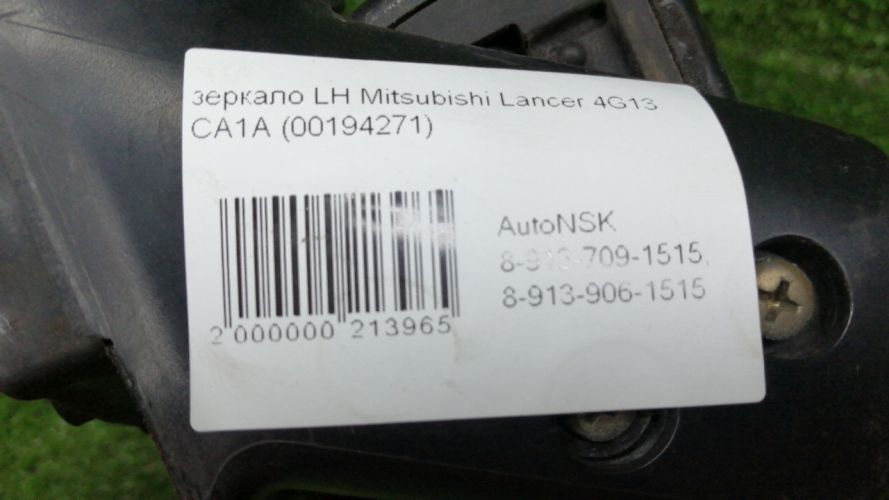 зеркало LH Mitsubishi Lancer 4G13
CA1A (00194271)
AutoNSK
8-913-709-1515,
8-913-906-1515
2 000000 213965